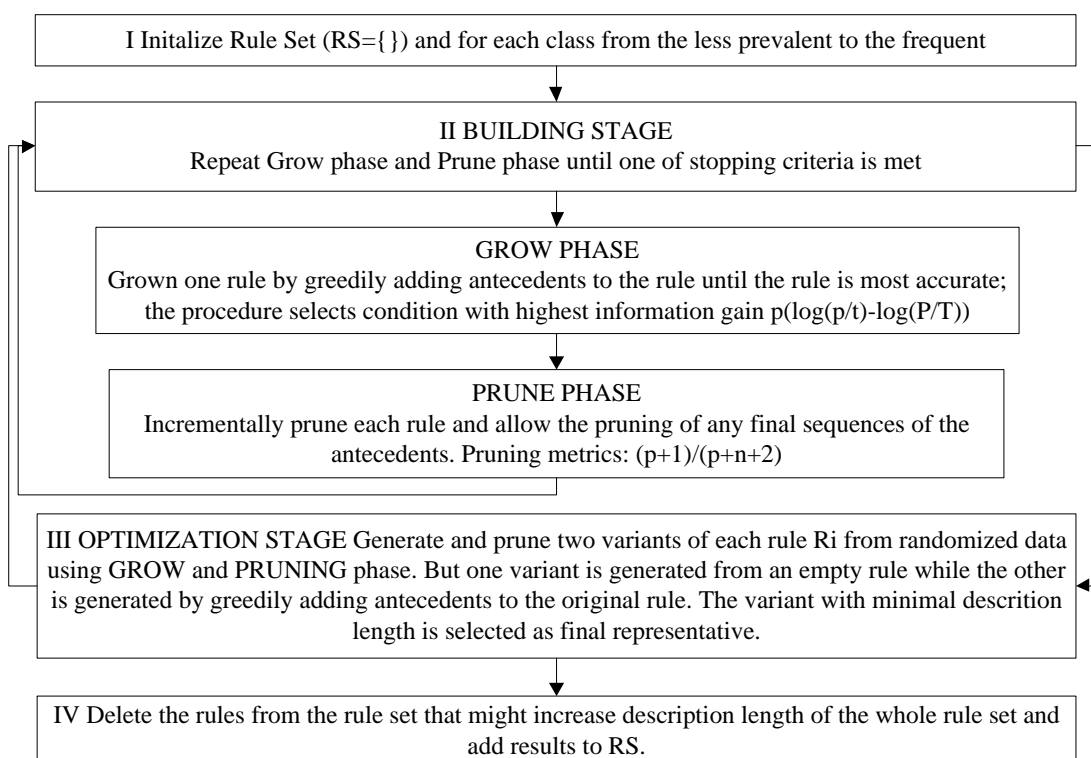 I Initalize Rule Set (RS={}) and for each class from the less prevalent to the frequent
II BUILDING STAGE
Repeat Grow phase and Prune phase until one of stopping criteria is met
GROW PHASE
Grown one rule by greedily adding antecedents to the rule until the rule is most accurate;
the procedure selects condition with highest information gain p(log(p/t)-log(P/T))
PRUNE PHASE
Incrementally prune each rule and allow the pruning of any final sequences of the
antecedents. Pruning metrics: (p+1)/(p+n+2)
III OPTIMIZATION STAGE Generate and prune two variants of each rule Ri from randomized data
using GROW and PRUNING phase. But one variant is generated from an empty rule while the other
is generated by greedily adding antecedents to the original rule. The variant with minimal descrition
length is selected as final representative.
IV Delete the rules from the rule set that might increase description length of the whole rule set and
add results to RS.